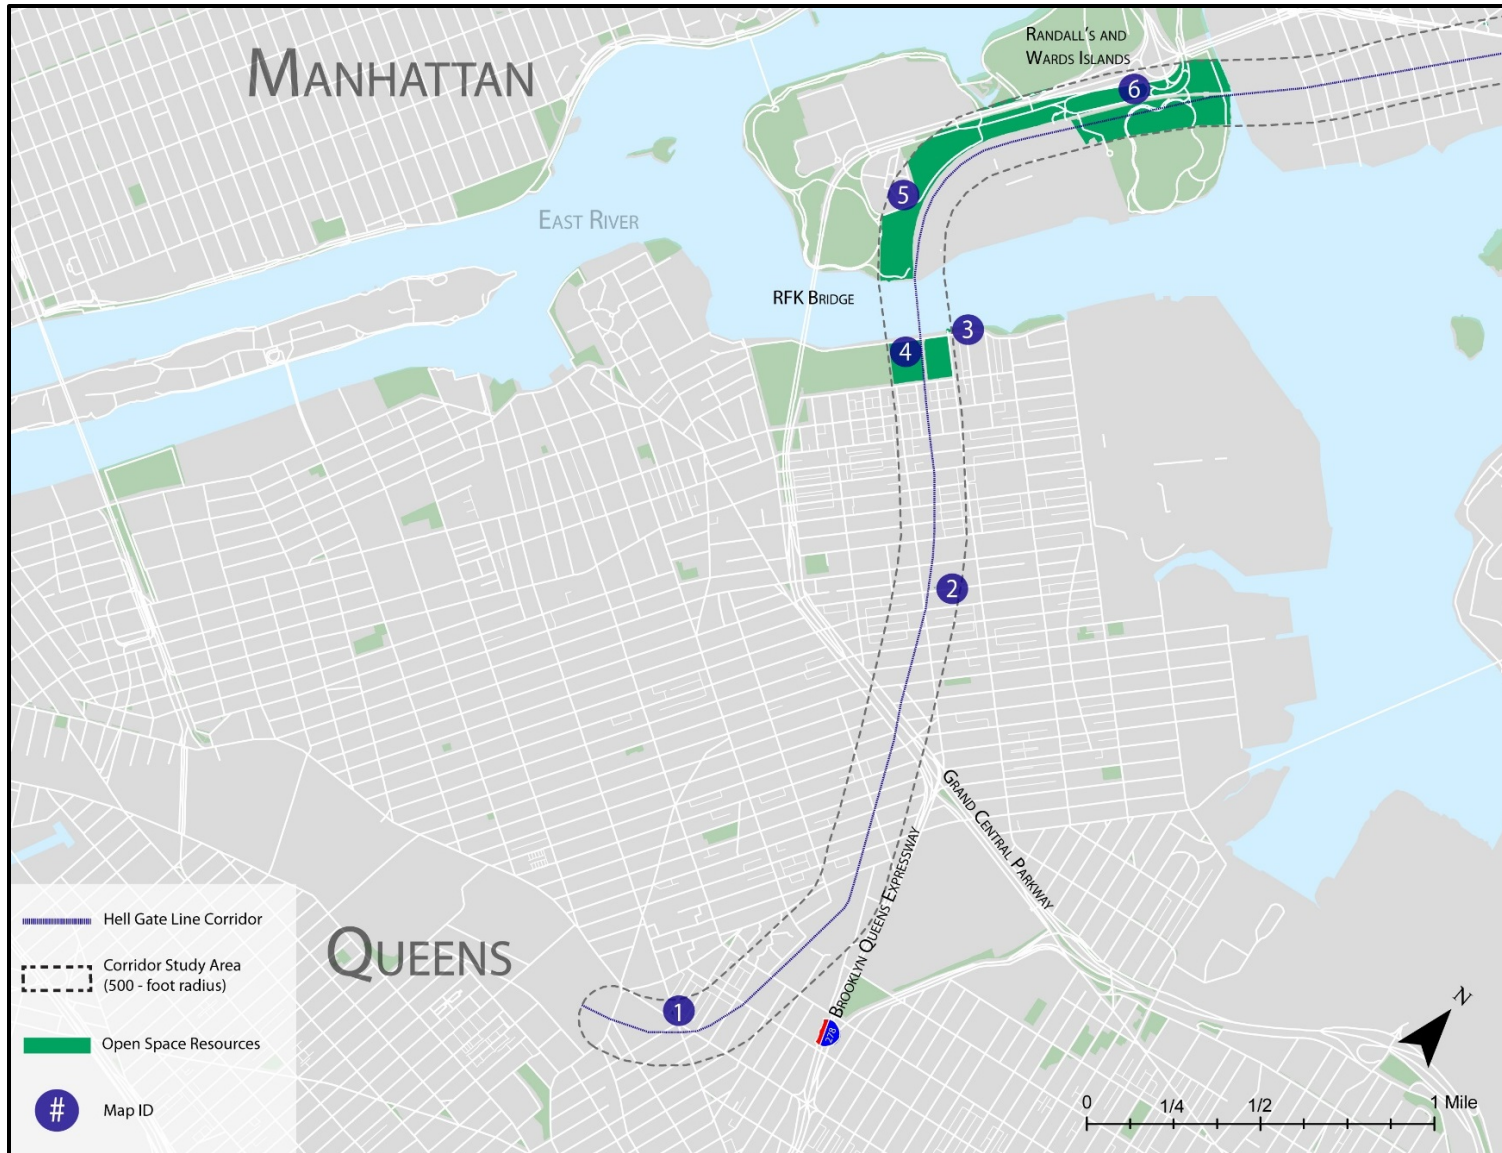 MANHATTAN
RANDALL'S AND
WARDS ISLANDS
6
5
EAST RIVER
RFK BRIDGE
3
4
2
GRAND CENTRAL PARKWAY
BROOKLYN QUEENS EXPRESSWAY
278
QUEENS
1
Hell Gate Line Corridor
Corridor Study Area
(500 - foot radius)
Open Space Resources
# Map ID
N
0 1/4 1/2 1 Mile